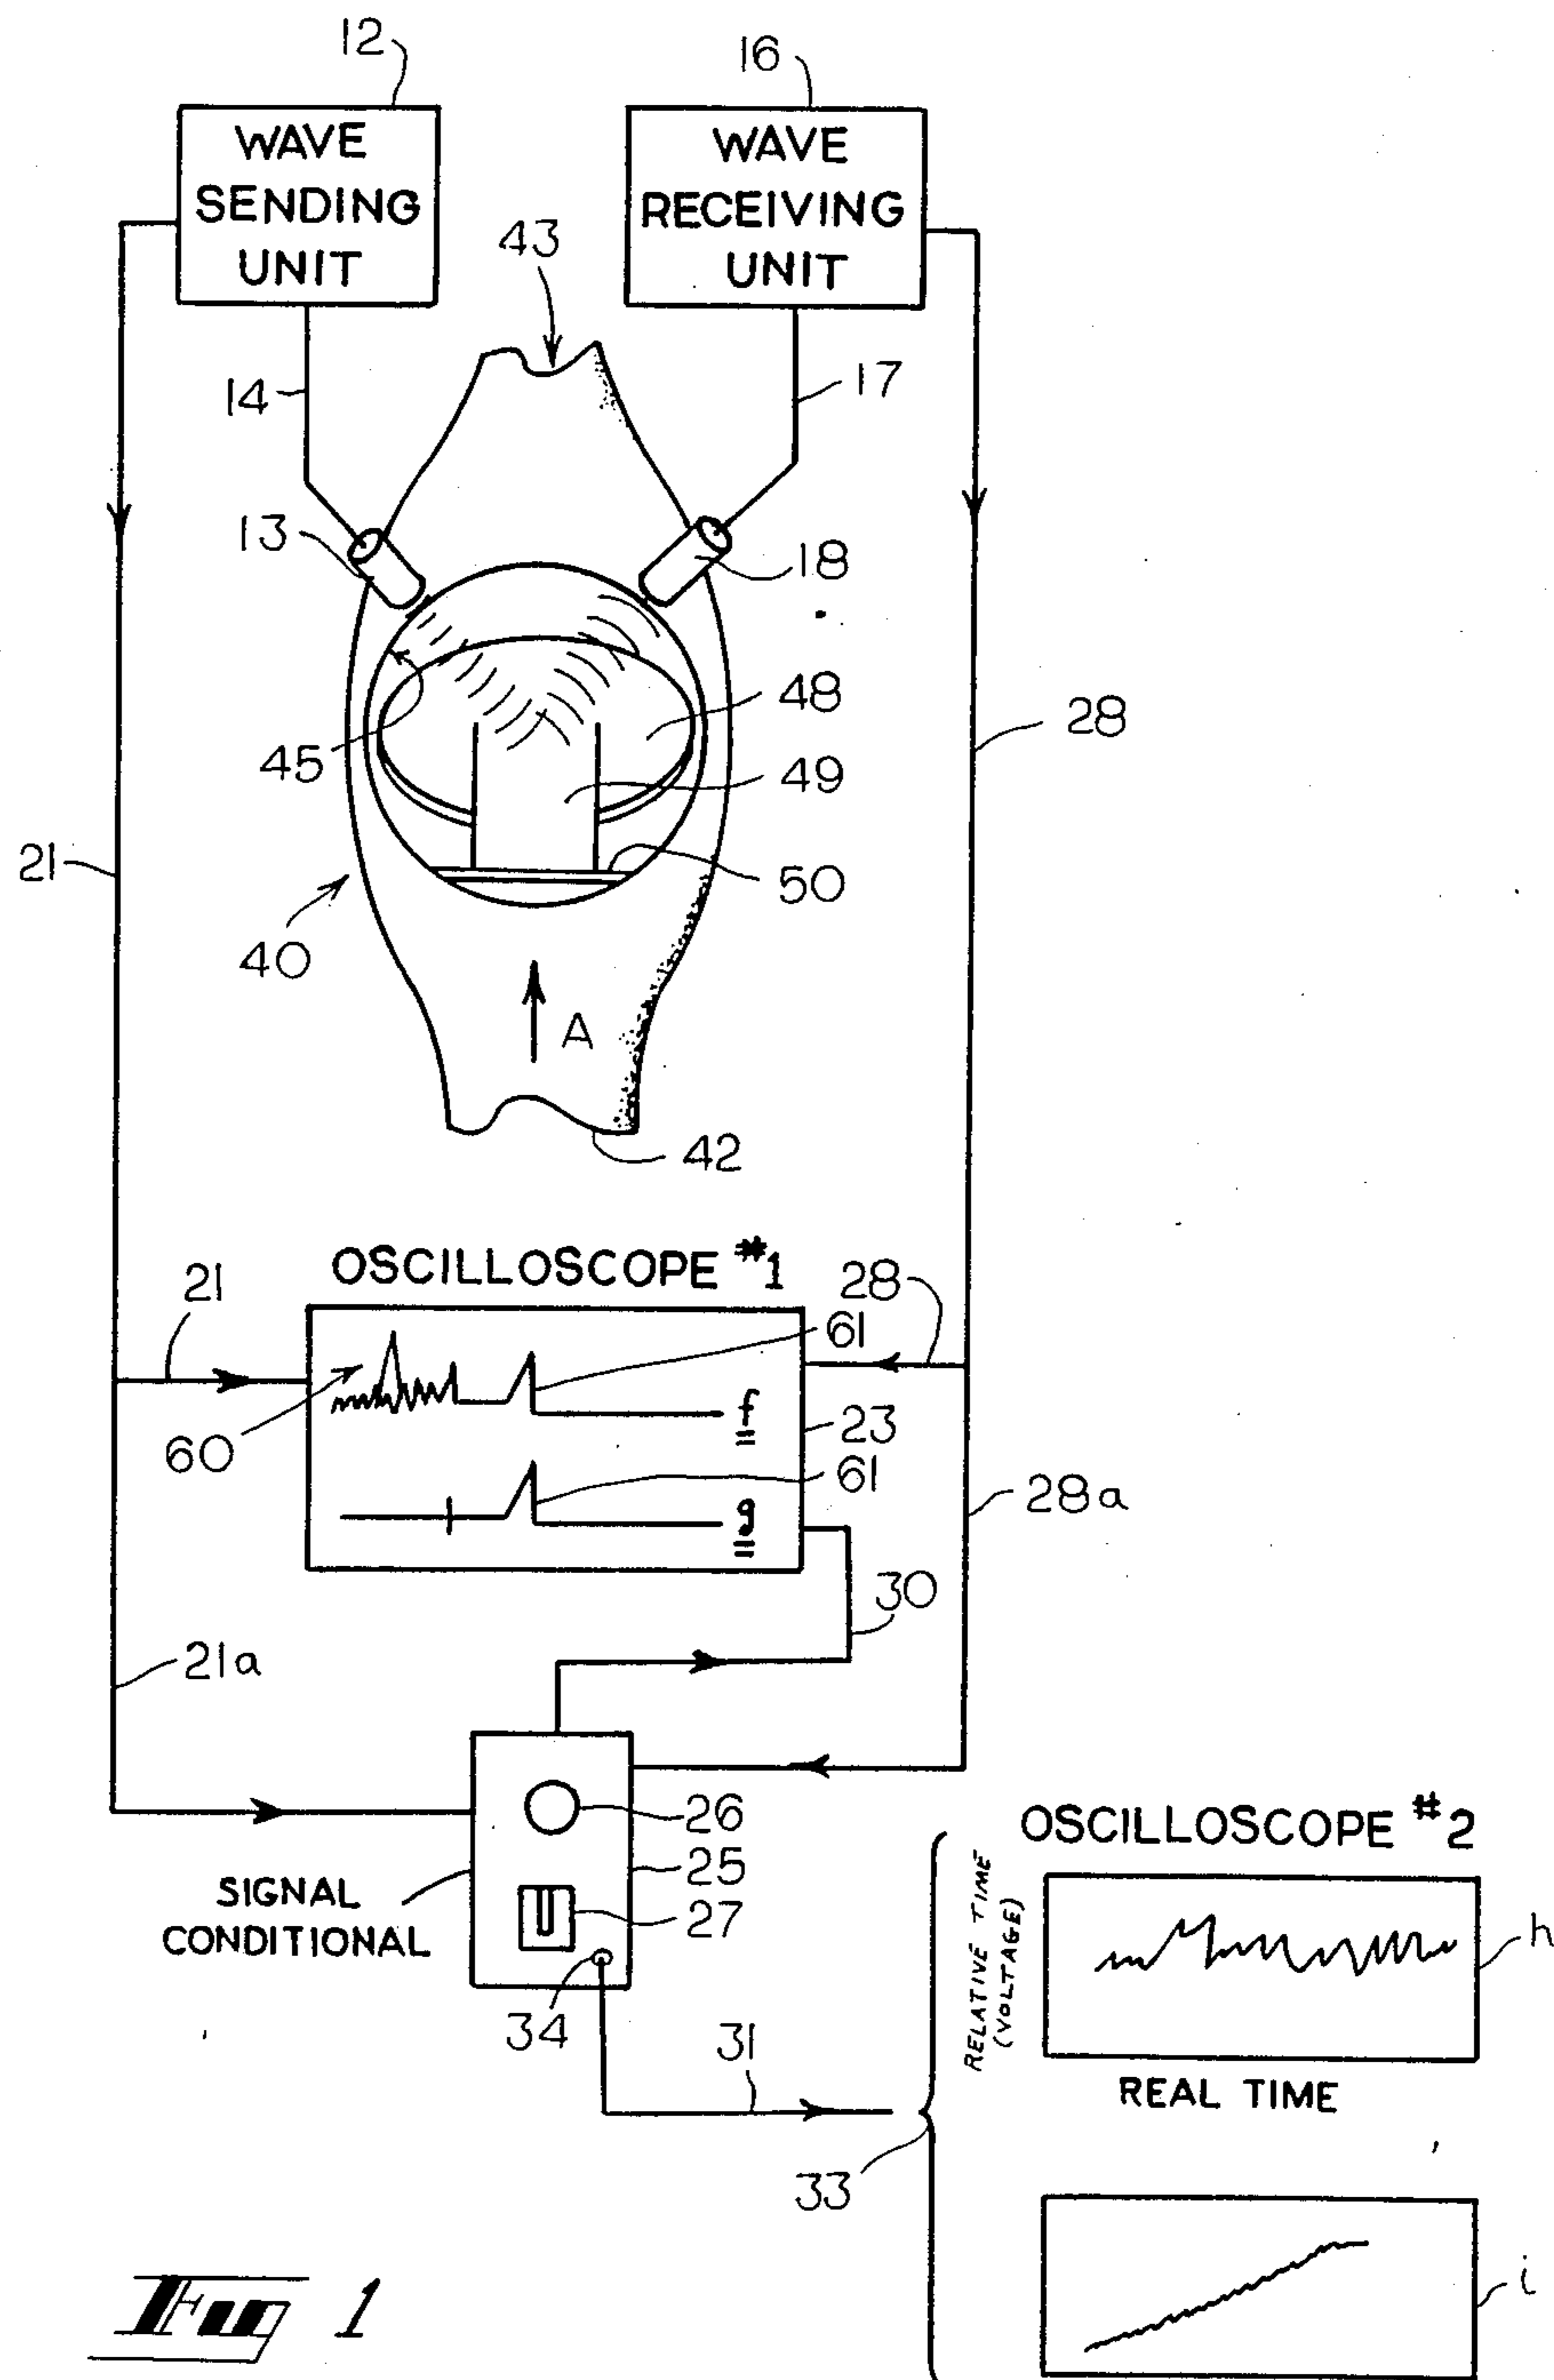 12
16
WAVE
SENDING
UNIT
WAVE
RECEIVING
UNIT
43
14
17
13
18
45
48
28
49
21
50
40
A
42
OSCILLOSCOPE #1
21
28
61
f
23
60
61
g
28a
30
21a
26
25
SIGNAL
CONDITIONAL
27
34
31
33
OSCILLOSCOPE #2
RELATIVE TIME
(VOLTAGE)
h
REAL TIME
i
Fig 1